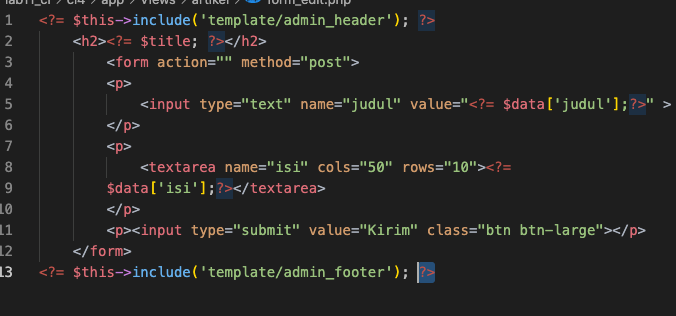 lab11_ci / ci4 / app / Views / artikel / form_edit.php
1 <?= $this->include('template/admin_header'); ?>
2 <h2><?= $title; ?></h2>
3 <form action="" method="post">
4 <p>
5 <input type="text" name="judul" value="<?= $data['judul'];?>" >
6 </p>
7 <p>
8 <textarea name="isi" cols="50" rows="10"><?=
9 $data['isi'];?></textarea>
10 </p>
11 <p><input type="submit" value="Kirim" class="btn btn-large"></p>
12 </form>
13 <?= $this->include('template/admin_footer'); ?>